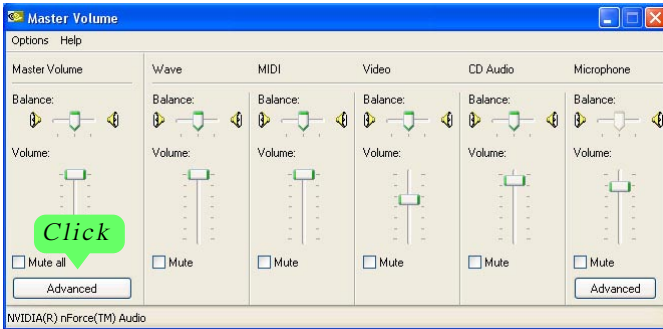 Master Volume
Options Help
Master Volume Wave MIDI Video CD Audio Microphone
Balance: Balance: Balance: Balance: Balance: Balance:
Volume: Volume: Volume: Volume: Volume: Volume:
Click
Mute all Mute Mute Mute Mute Mute
Advanced Advanced
NVIDIA(R) nForce(TM) Audio